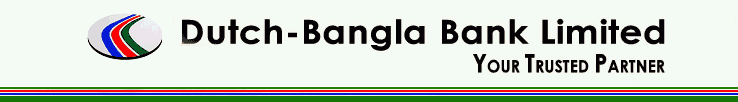 Dutch-Bangla Bank Limited
YOUR TRUSTED PARTNER